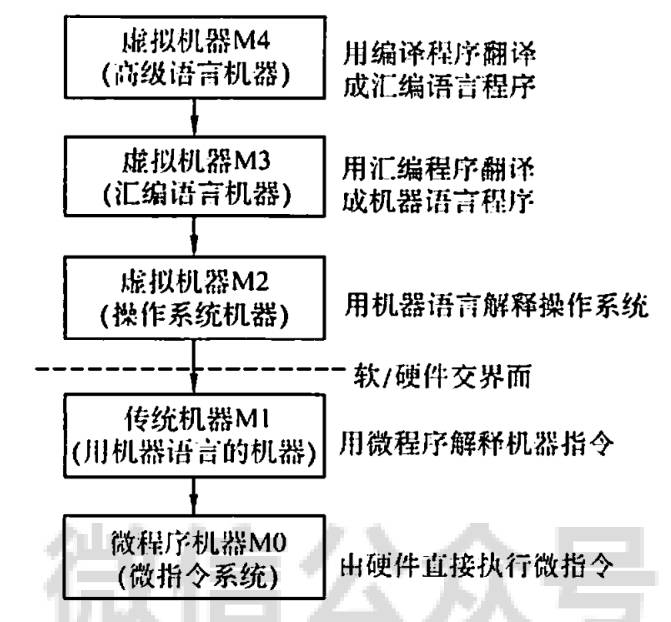 虚拟机器M4
(高级语言机器)
用编译程序翻译
成汇编语言程序
虚拟机器M3
(汇编语言机器)
用汇编程序翻译
成机器语言程序
虚拟机器M2
(操作系统机器)
用机器语言解释操作系统
软/硬件交界面
传统机器M1
(用机器语言的机器)
用微程序解释机器指令
微程序机器M0
(微指令系统)
由硬件直接执行微指令
微信公众号